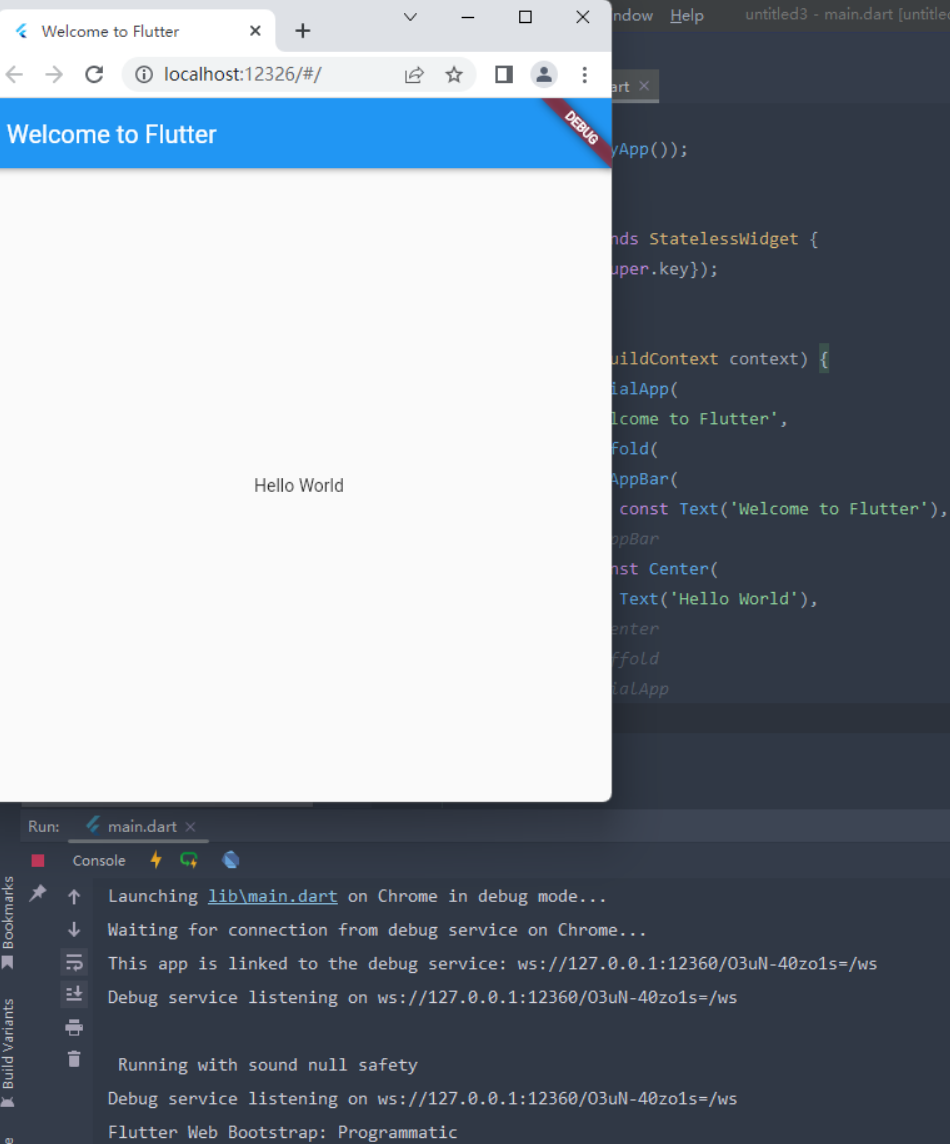 Welcome to Flutter
localhost:12326/#/
Welcome to Flutter
DEBUG
Hello World
ndow Help untitled3 - main.dart [untitled
art
yApp());
nds StatelessWidget {
uper.key});
uildContext context) {
ialApp(
lcome to Flutter',
fold(
AppBar(
const Text('Welcome to Flutter'),
ppBar
nst Center(
Text('Hello World'),
enter
ffold
ialApp
Run: main.dart
Console
Launching lib\main.dart on Chrome in debug mode...
Waiting for connection from debug service on Chrome...
This app is linked to the debug service: ws://127.0.0.1:12360/O3uN-40zo1s=/ws
Debug service listening on ws://127.0.0.1:12360/O3uN-40zo1s=/ws
Running with sound null safety
Debug service listening on ws://127.0.0.1:12360/O3uN-40zo1s=/ws
Flutter Web Bootstrap: Programmatic
Bookmarks
Build Variants